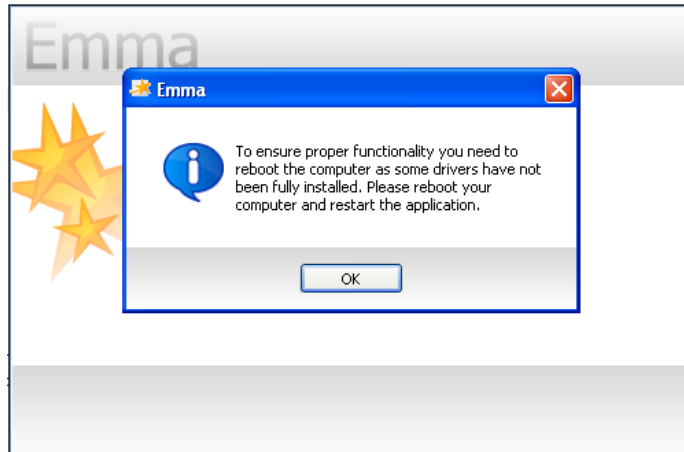 Emma
Emma
To ensure proper functionality you need to
reboot the computer as some drivers have not
been fully installed. Please reboot your
computer and restart the application.
OK